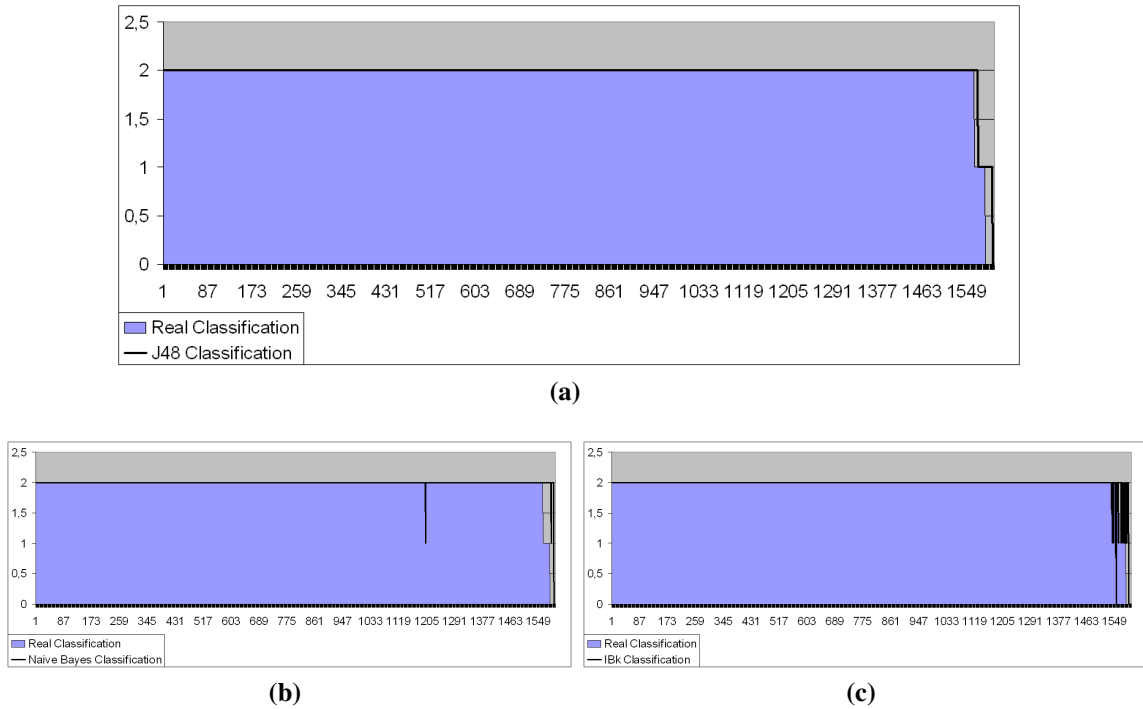 2,5
2
1,5
1
0,5
0
1 87 173 259 345 431 517 603 689 775 861 947 1033 1119 1205 1291 1377 1463 1549
Real Classification
J48 Classification
(a)
2,5
2
1,5
1
0,5
0
1 87 173 259 345 431 517 603 689 775 861 947 1033 1119 1205 1291 1377 1463 1549
Real Classification
Naive Bayes Classification
(b)
2,5
2
1,5
1
0,5
0
1 87 173 259 345 431 517 603 689 775 861 947 1033 1119 1205 1291 1377 1463 1549
Real Classification
IBk Classification
(c)